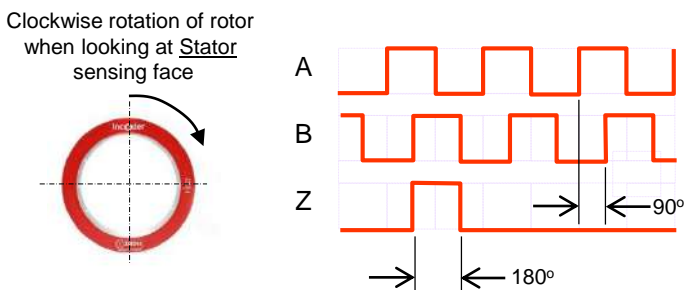 Clockwise rotation of rotor
when looking at Stator
sensing face
A
B
Z
90º
180º